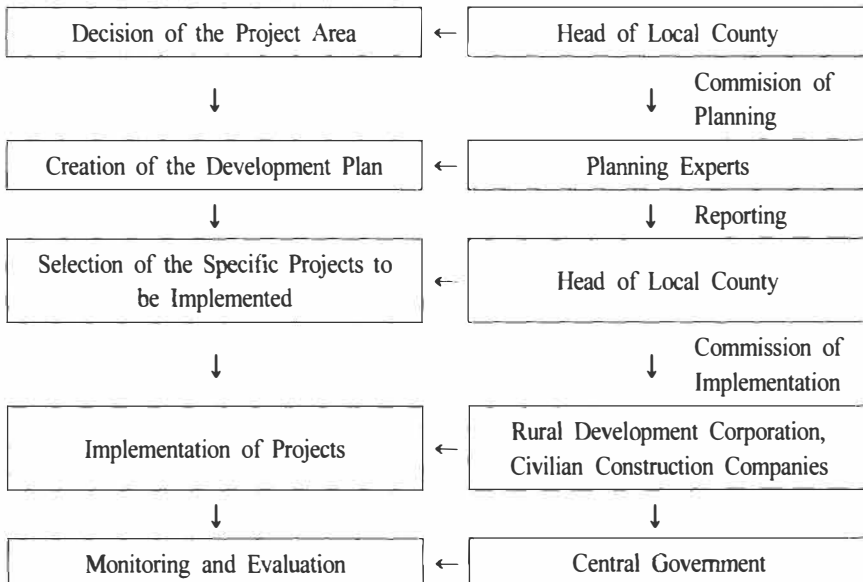 Decision of the Project Area ← Head of Local County
↓ ↓ Commision of
Planning
Creation of the Development Plan ← Planning Experts
↓ ↓ Reporting
Selection of the Specific Projects to
be Implemented ← Head of Local County
↓ ↓ Commission of
Implementation
Implementation of Projects ← Rural Development Corporation,
Civilian Construction Companies
↓ ↓
Monitoring and Evaluation ← Central Government